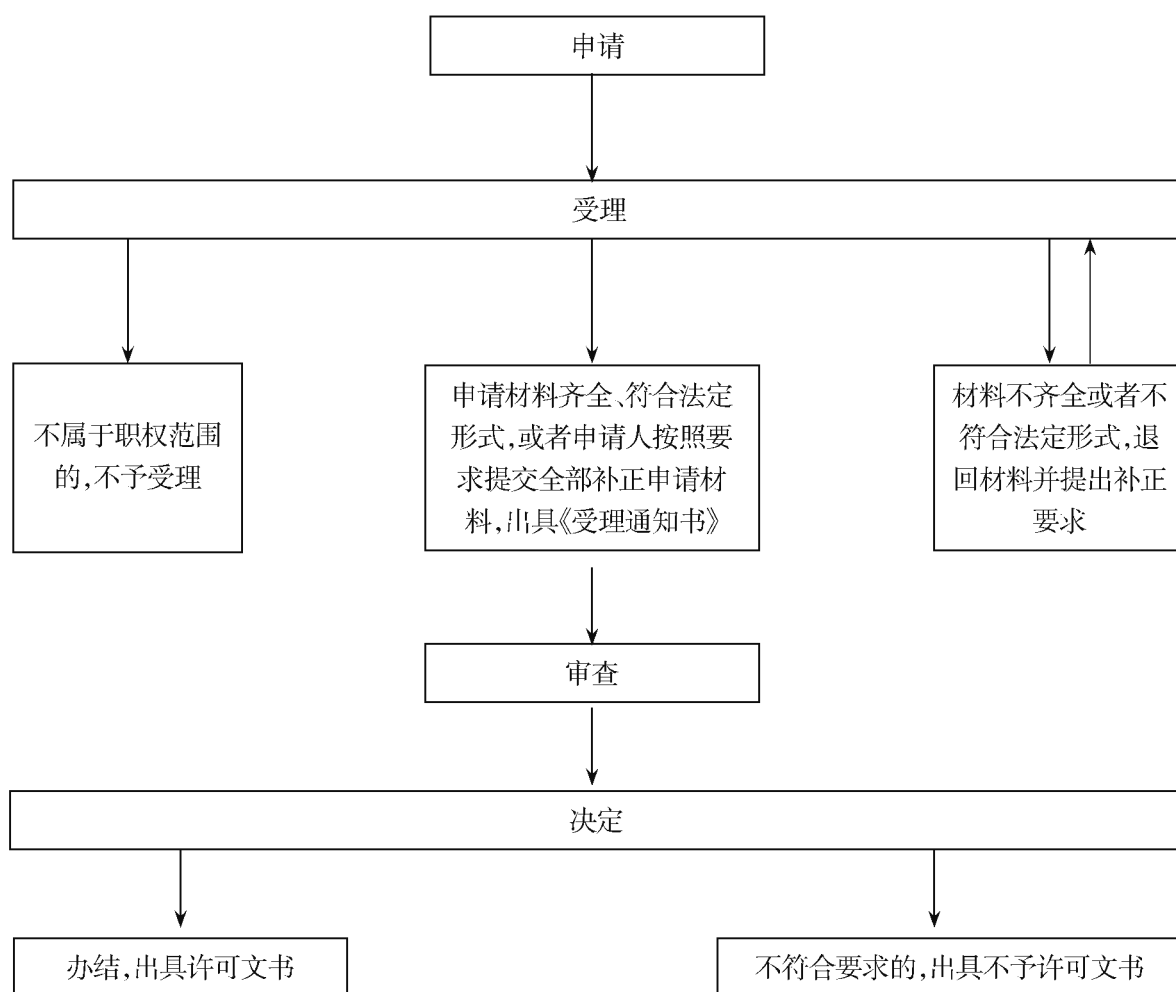 申请
受理
不属于职权范围
的,不予受理
申请材料齐全、符合法定
形式,或者申请人按照要
求提交全部补正申请材
料,出具《受理通知书》
材料不齐全或者不
符合法定形式,退
回材料并提出补正
要求
审查
决定
办结,出具许可文书
不符合要求的,出具不予许可文书